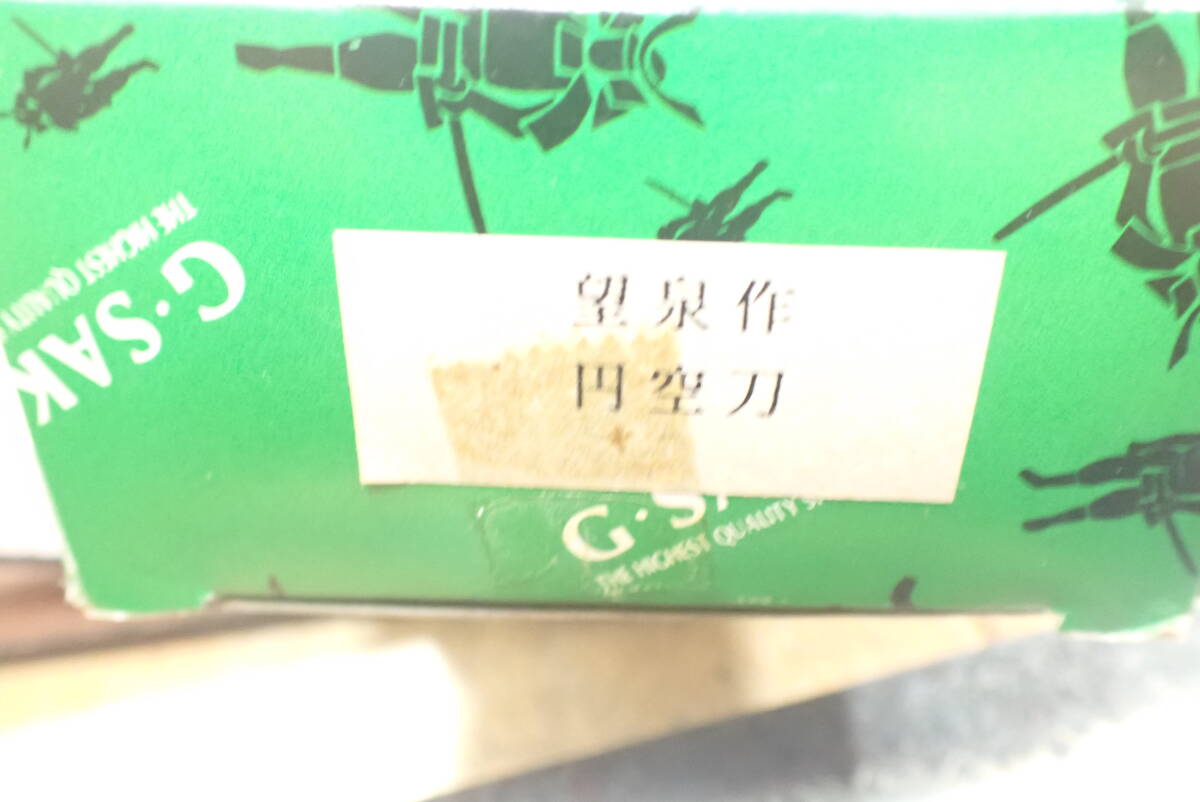 望泉作
円空刀
G·SAK
THE HIGHEST QUALITY
G·S
THE HIGHEST QUALITY